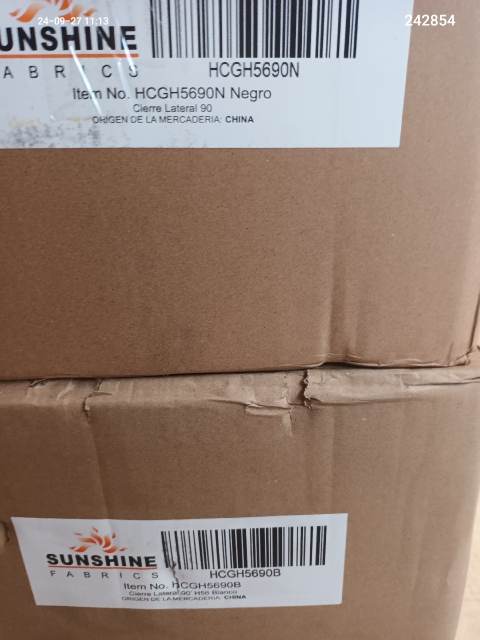 24-09-27 11:13
242854
SUNSHINE
FABRICS
HCGH5690N
Item No. HCGH5690N Negro
Cierre Lateral 90
ORIGEN DE LA MERCADERIA: CHINA
SUNSHINE
FABRICS
HCGH5690B
Item No. HCGH5690B
Cierre Lateral 90' H56 Blanco
ORIGEN DE LA MERCADERIA: CHINA